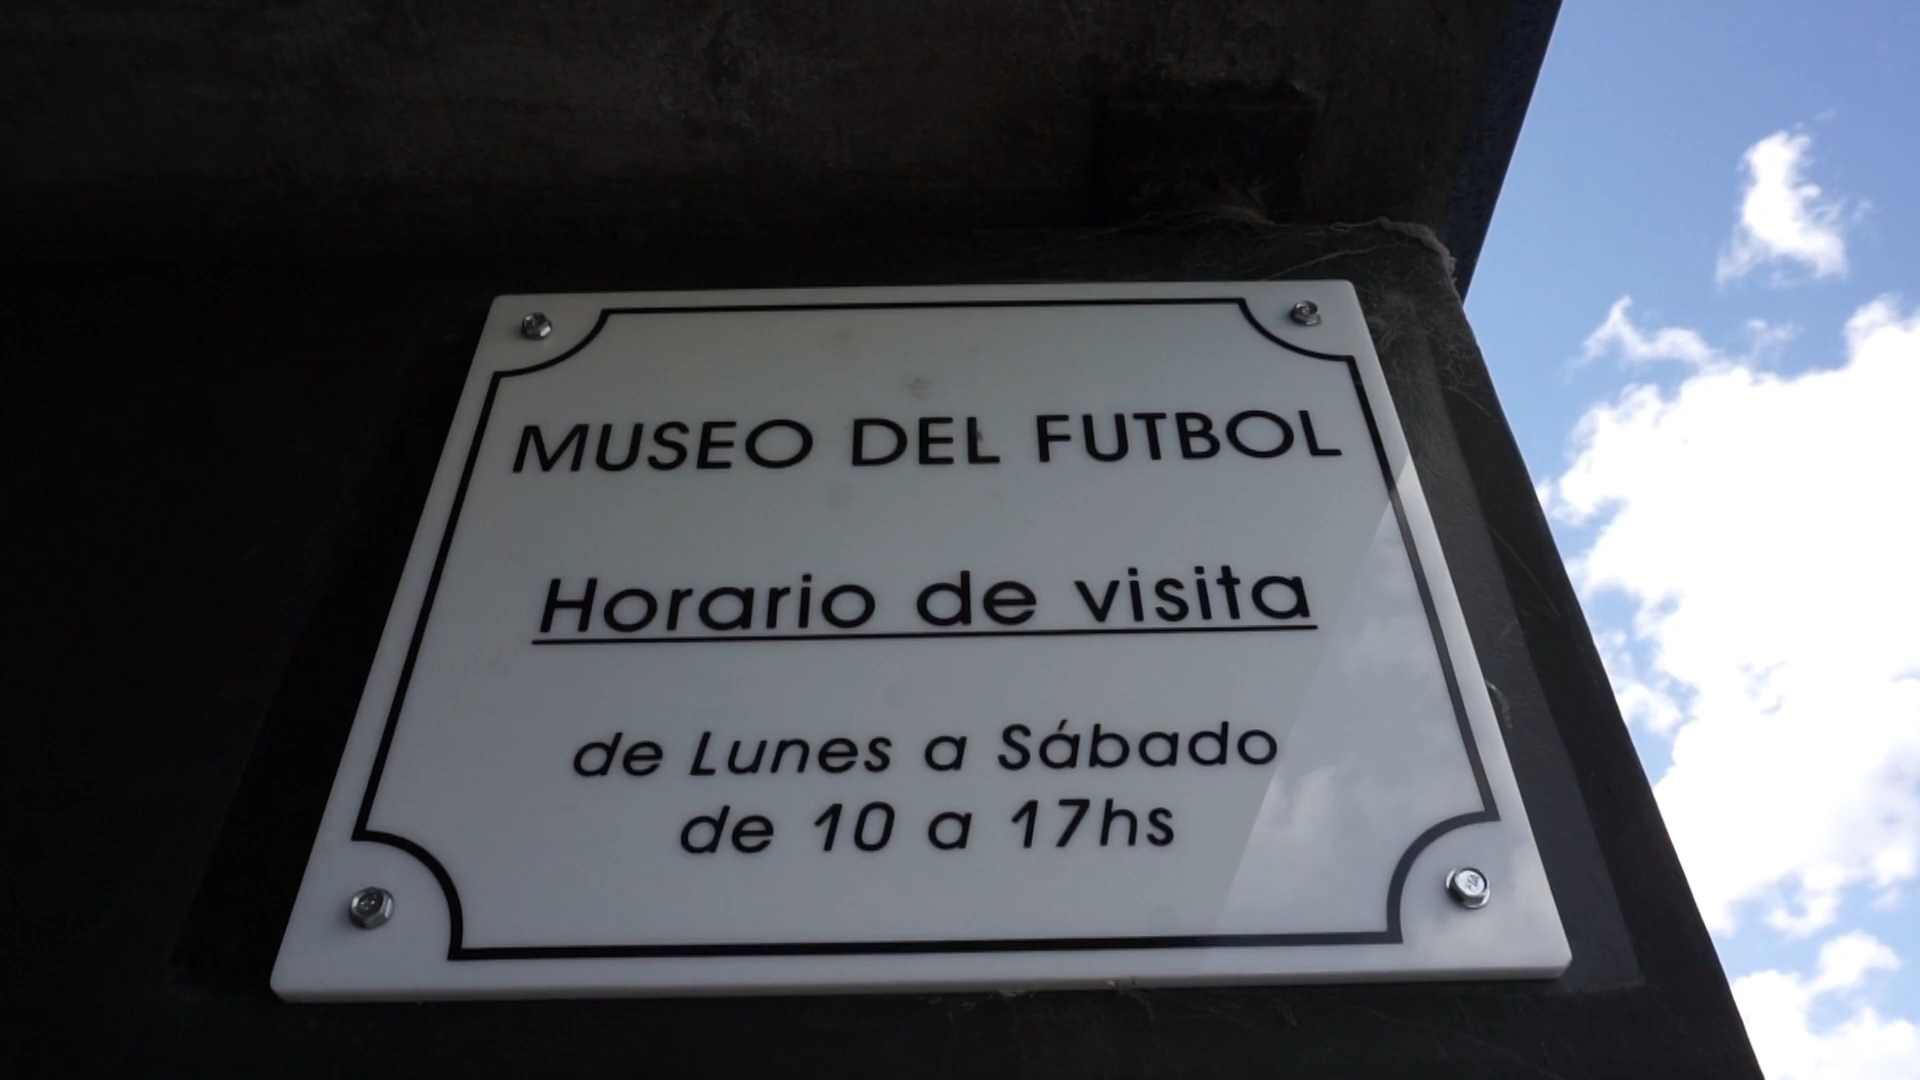 MUSEO DEL FUTBOL
Horario de visita
de Lunes a Sábado
de 10 a 17hs